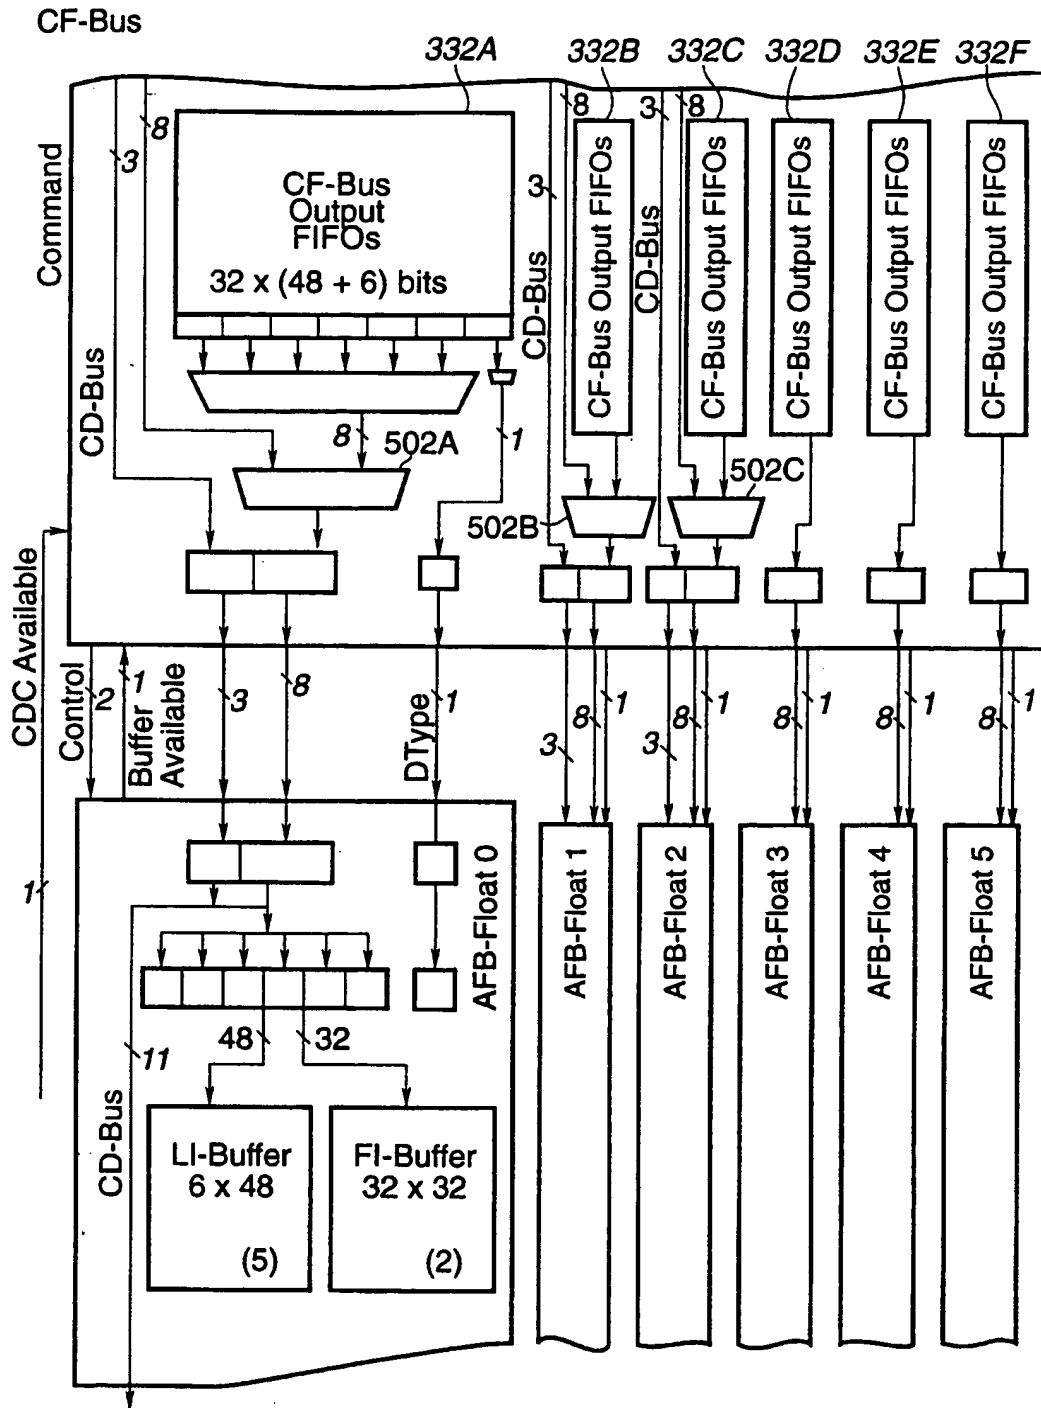 CF-Bus
332A
332B
332C
332D
332E
332F
Command
3
8
CF-Bus
Output
FIFOs
32 x (48 + 6) bits
CD-Bus
8
502A
1
3
8
CD-Bus
CF-Bus Output FIFOs
3
8
CD-Bus
CF-Bus Output FIFOs
CF-Bus Output FIFOs
CF-Bus Output FIFOs
CF-Bus Output FIFOs
502B
502C
CDC Available
1
Control
2
1
Buffer
Available
3
8
DType
1
3
8
1
3
8
1
8
1
8
1
8
1
AFB-Float 0
AFB-Float 1
AFB-Float 2
AFB-Float 3
AFB-Float 4
AFB-Float 5
48
32
11
CD-Bus
LI-Buffer
6 x 48
(5)
FI-Buffer
32 x 32
(2)